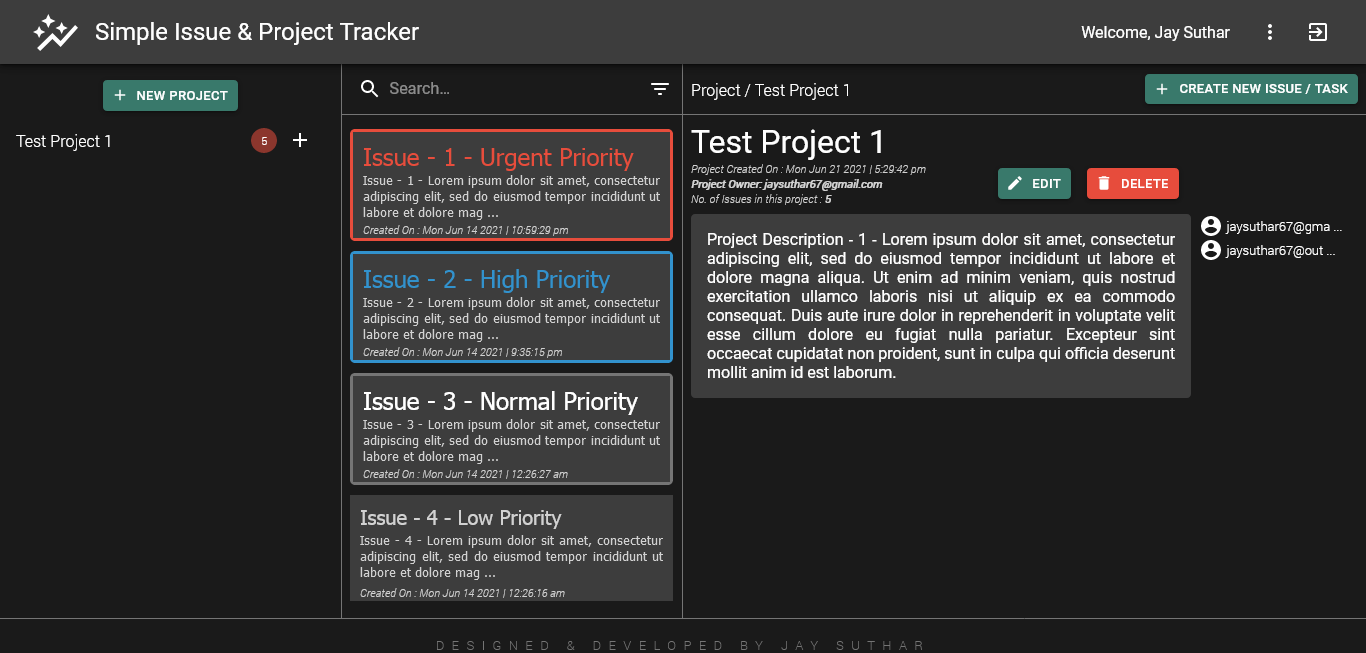 Simple Issue & Project Tracker
Welcome, Jay Suthar
NEW PROJECT
Test Project 1
5
Search...
Issue - 1 - Urgent Priority
Issue - 1 - Lorem ipsum dolor sit amet, consectetur
adipiscing elit, sed do eiusmod tempor incididunt ut
labore et dolore mag ...
Created On : Mon Jun 14 2021 | 10:59:29 pm
Issue - 2 - High Priority
Issue - 2 - Lorem ipsum dolor sit amet, consectetur
adipiscing elit, sed do eiusmod tempor incididunt ut
labore et dolore mag ...
Created On : Mon Jun 14 2021 | 9:35:15 pm
Issue - 3 - Normal Priority
Issue - 3 - Lorem ipsum dolor sit amet, consectetur
adipiscing elit, sed do eiusmod tempor incididunt ut
labore et dolore mag ...
Created On : Mon Jun 14 2021 | 12:26:27 am
Issue - 4 - Low Priority
Issue - 4 - Lorem ipsum dolor sit amet, consectetur
adipiscing elit, sed do eiusmod tempor incididunt ut
labore et dolore mag ...
Created On : Mon Jun 14 2021 | 12:26:16 am
Project / Test Project 1
CREATE NEW ISSUE / TASK
Test Project 1
Project Created On : Mon Jun 21 2021 | 5:29:42 pm
Project Owner: jaysuthar67@gmail.com
No. of Issues in this project : 5
EDIT
DELETE
Project Description - 1 - Lorem ipsum dolor sit amet, consectetur
adipiscing elit, sed do eiusmod tempor incididunt ut labore et
dolore magna aliqua. Ut enim ad minim veniam, quis nostrud
exercitation ullamco laboris nisi ut aliquip ex ea commodo
consequat. Duis aute irure dolor in reprehenderit in voluptate velit
esse cillum dolore eu fugiat nulla pariatur. Excepteur sint
occaecat cupidatat non proident, sunt in culpa qui officia deserunt
mollit anim id est laborum.
jaysuthar67@gma ...
jaysuthar67@out ...
DESIGNED & DEVELOPED BY JAY SUTHAR